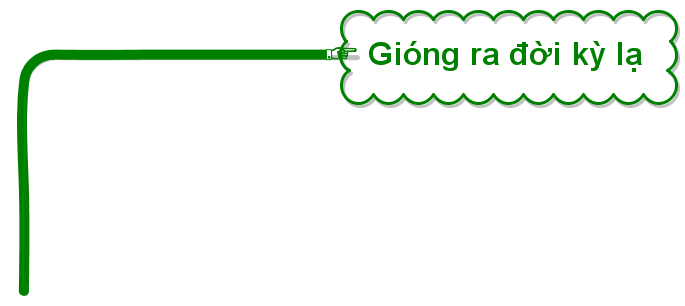 Gióng ra đời kỳ lạ